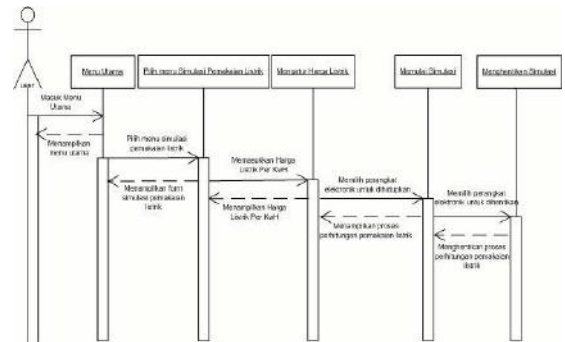 Menu Utama
Pilih menu Simulasi Pemakaian Listrik
Mengatur Harga Listrik
Memulai Simulasi
Menghentikan Simulasi
user
Masuk Menu
Utama
Menampilkan
menu utama
Pilih menu simulasi
pemakaian listrik
Menampilkan form
simulasi pemakaian
listrik
Memasukkan Harga
Listrik Per KwH
Menampilkan Harga
Listrik Per KwH
Memilih perangkat
elektronik untuk dihidupkan
Menampilkan proses
perhitungan pemakaian listrik
Memilih perangkat
elektronik untuk dihentikan
Menghentikan proses
perhitungan pemakaian
listrik